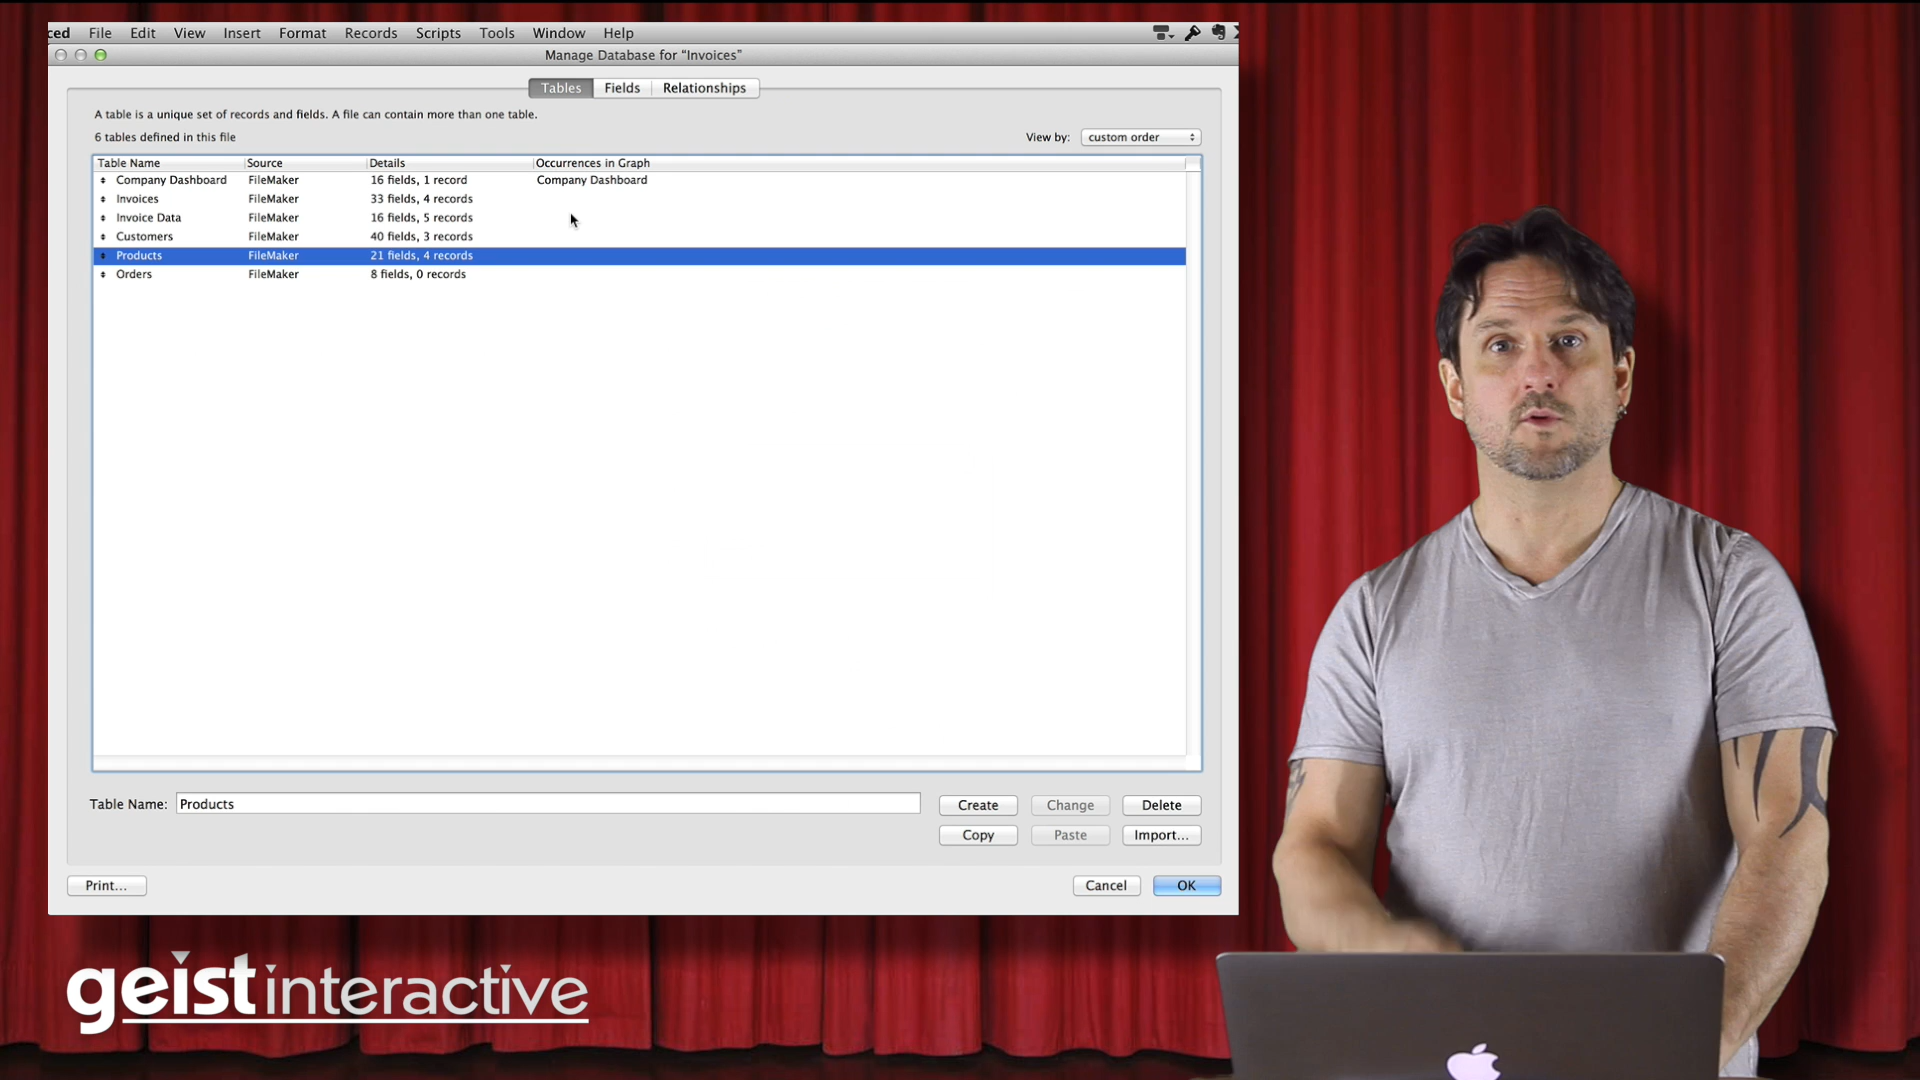 ced File Edit View Insert Format Records Scripts Tools Window Help
Manage Database for “Invoices”
Tables Fields Relationships
A table is a unique set of records and fields. A file can contain more than one table.
6 tables defined in this file View by: custom order
Table Name Source Details Occurrences in Graph
Company Dashboard FileMaker 16 fields, 1 record Company Dashboard
Invoices FileMaker 33 fields, 4 records
Invoice Data FileMaker 16 fields, 5 records
Customers FileMaker 40 fields, 3 records
Products FileMaker 21 fields, 4 records
Orders FileMaker 8 fields, 0 records
Table Name: Products Create Change Delete
Copy Paste Import...
Print... Cancel OK
geistinteractive